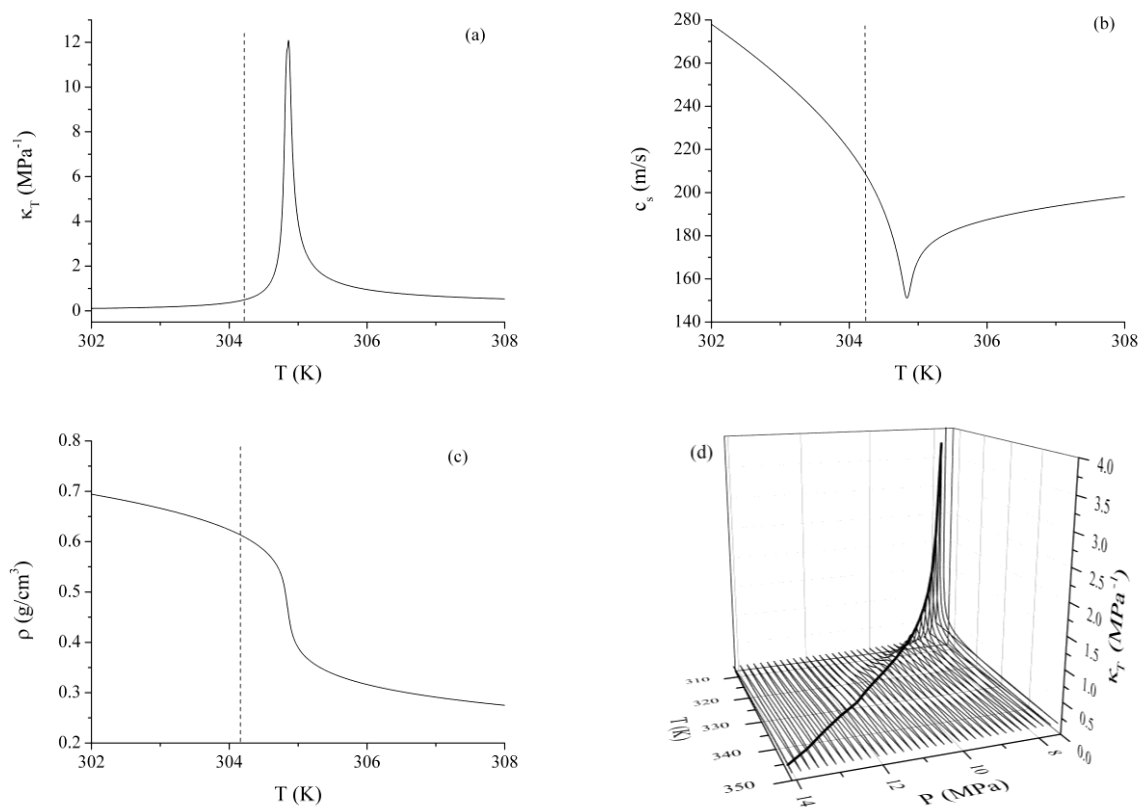 (a)
12
10
8
6
4
2
0
κT (MPa-1)
302 304 306 308
T (K)
(b)
280
260
240
220
200
180
160
140
cs (m/s)
302 304 306 308
T (K)
(c)
0.8
0.7
0.6
0.5
0.4
0.3
0.2
ρ (g/cm3)
302 304 306 308
T (K)
(d)
4.0
3.5
3.0
2.5
2.0
1.5
1.0
0.5
0.0
κT (MPa-1)
310
320
330
340
350
T (K)
14 12 10 8
P (MPa)